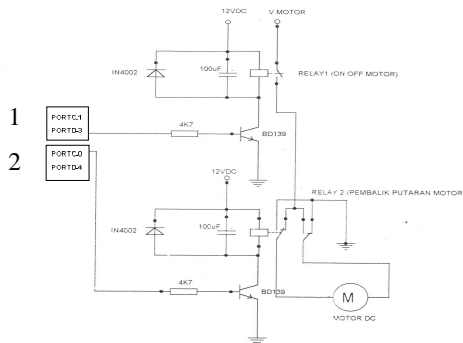 12VDC
V MOTOR
IN4002
100uF
RELAY1 (ON OFF MOTOR)
1
PORTC.1
PORTD.3
4K7
BD139
2
PORTC.0
PORTD.4
12VDC
RELAY 2 (PEMBALIK PUTARAN MOTOR
IN4002
100uF
4K7
BD139
M
MOTOR DC